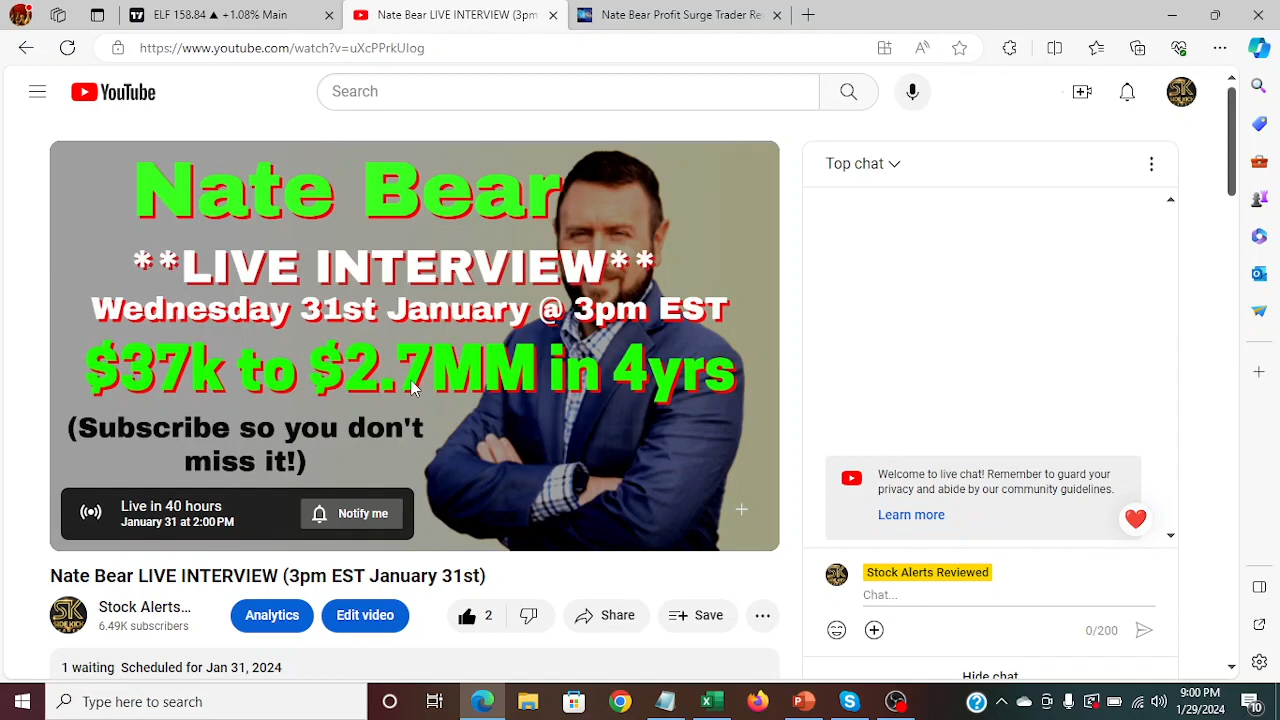 ELF 158.84 ▲ +1.08% Main
Nate Bear LIVE INTERVIEW (3pm
Nate Bear Profit Surge Trader Re
https://www.youtube.com/watch?v=uXcPPrkUIog
YouTube
Search
Nate Bear
**LIVE INTERVIEW**
Wednesday 31st January @ 3pm EST
$37k to $2.7MM in 4yrs
(Subscribe so you don't
miss it!)
Live in 40 hours
January 31 at 2:00 PM
Notify me
Top chat
Welcome to live chat! Remember to guard your
privacy and abide by our community guidelines.
Learn more
Nate Bear LIVE INTERVIEW (3pm EST January 31st)
Stock Alerts...
6.49K subscribers
Analytics
Edit video
2
Share
Save
1 waiting Scheduled for Jan 31, 2024
Stock Alerts Reviewed
Chat...
0/200
Hide chat
Type here to search
9:00 PM
1/29/2024
10